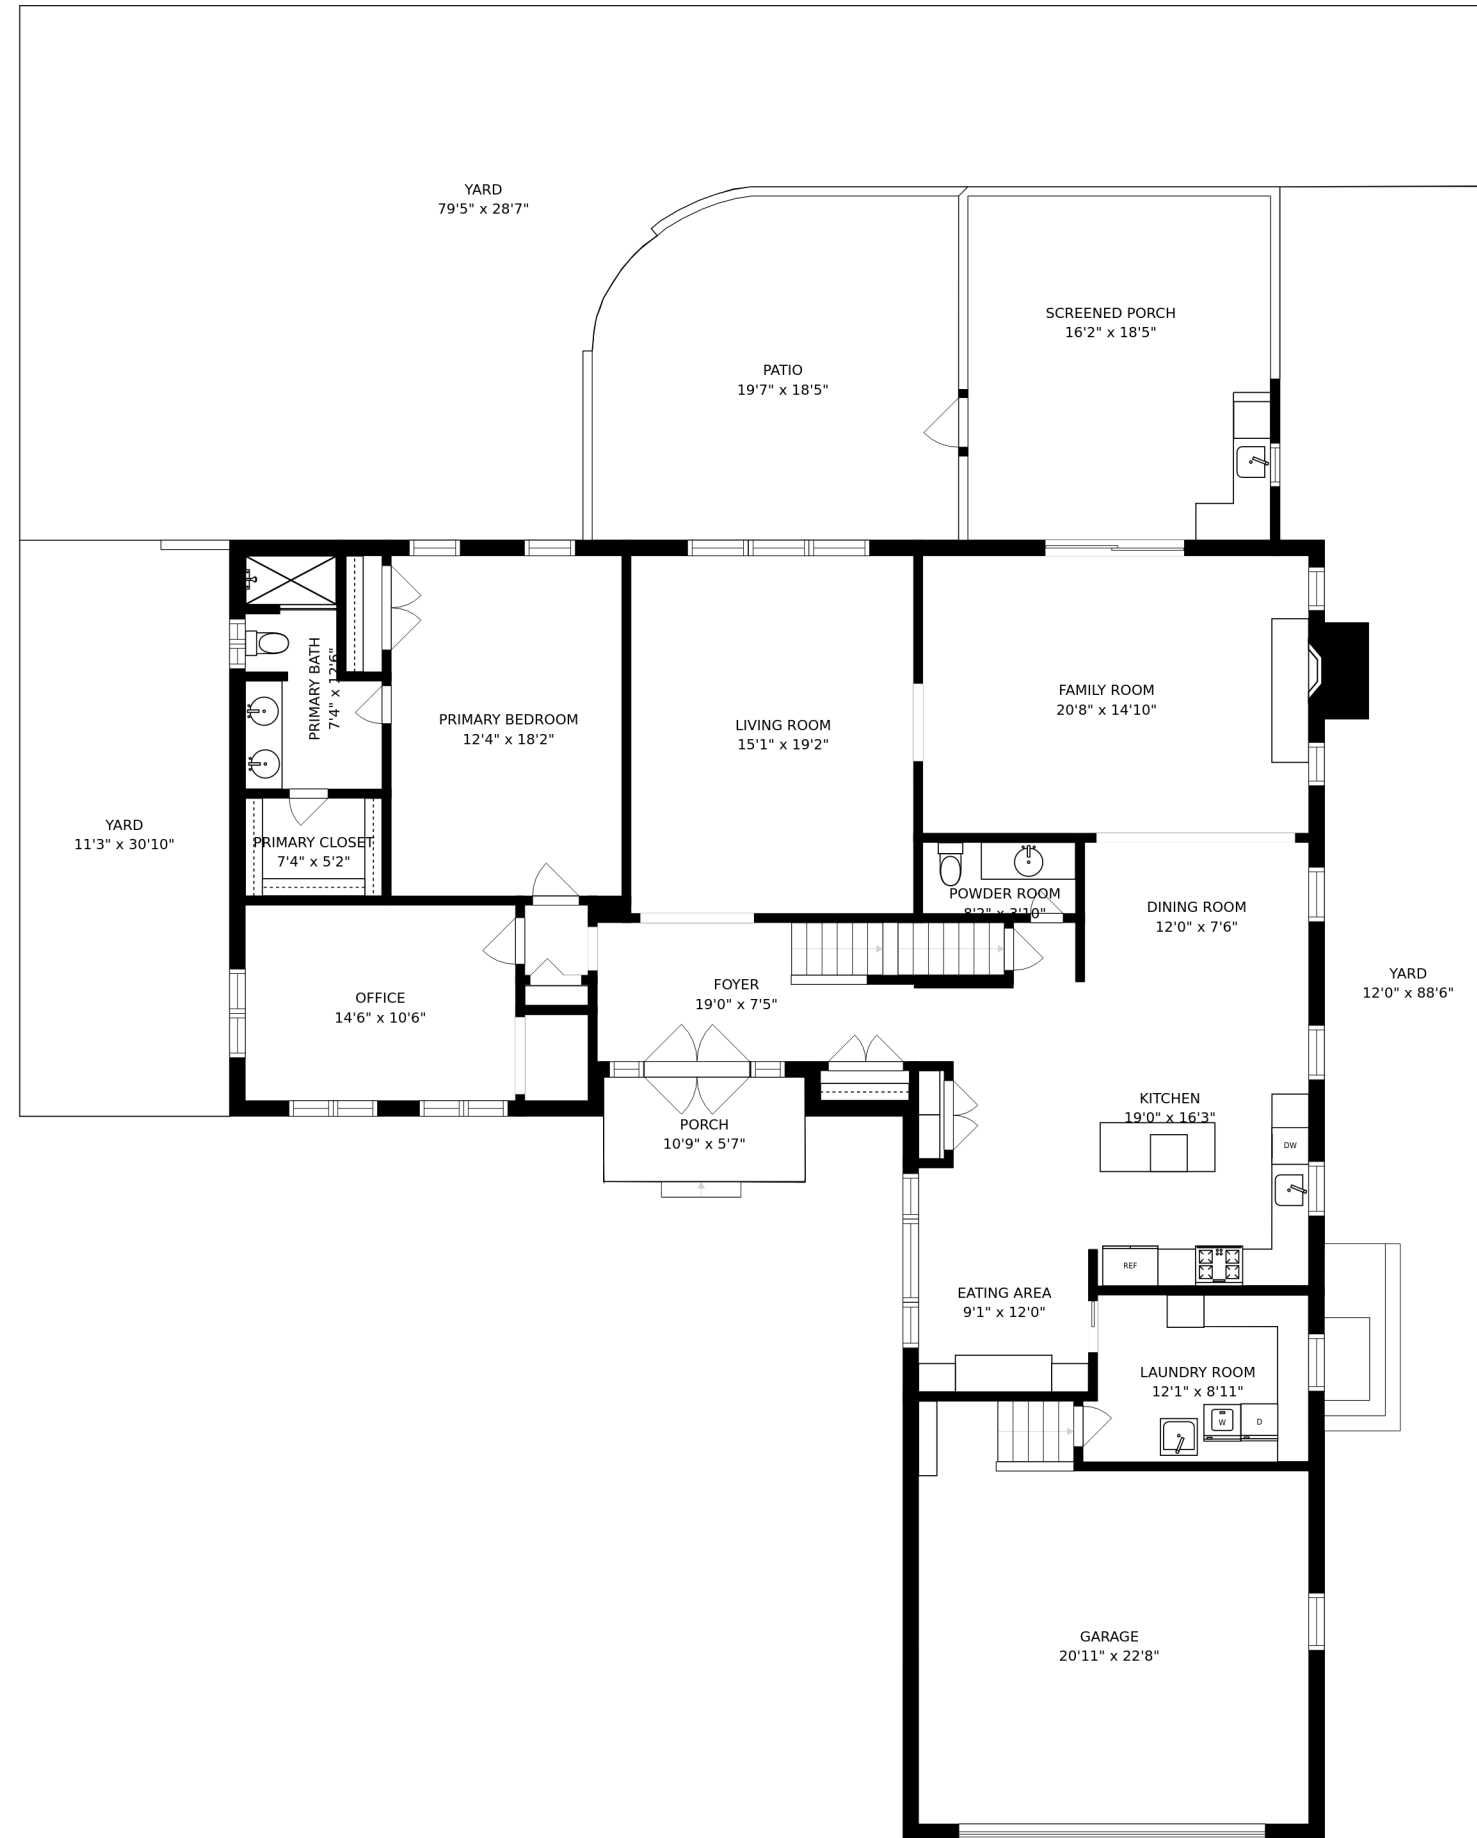 YARD
79'5" x 28'7"
SCREENED PORCH
16'2" x 18'5"
PATIO
19'7" x 18'5"
PRIMARY BATH
7'4" x 12'6"
PRIMARY BEDROOM
12'4" x 18'2"
LIVING ROOM
15'1" x 19'2"
FAMILY ROOM
20'8" x 14'10"
YARD
11'3" x 30'10"
PRIMARY CLOSET
7'4" x 5'2"
POWDER ROOM
8'2" x 3'10"
DINING ROOM
12'0" x 7'6"
OFFICE
14'6" x 10'6"
FOYER
19'0" x 7'5"
YARD
12'0" x 88'6"
PORCH
10'9" x 5'7"
KITCHEN
19'0" x 16'3"
DW
REF
EATING AREA
9'1" x 12'0"
LAUNDRY ROOM
12'1" x 8'11"
W
D
GARAGE
20'11" x 22'8"